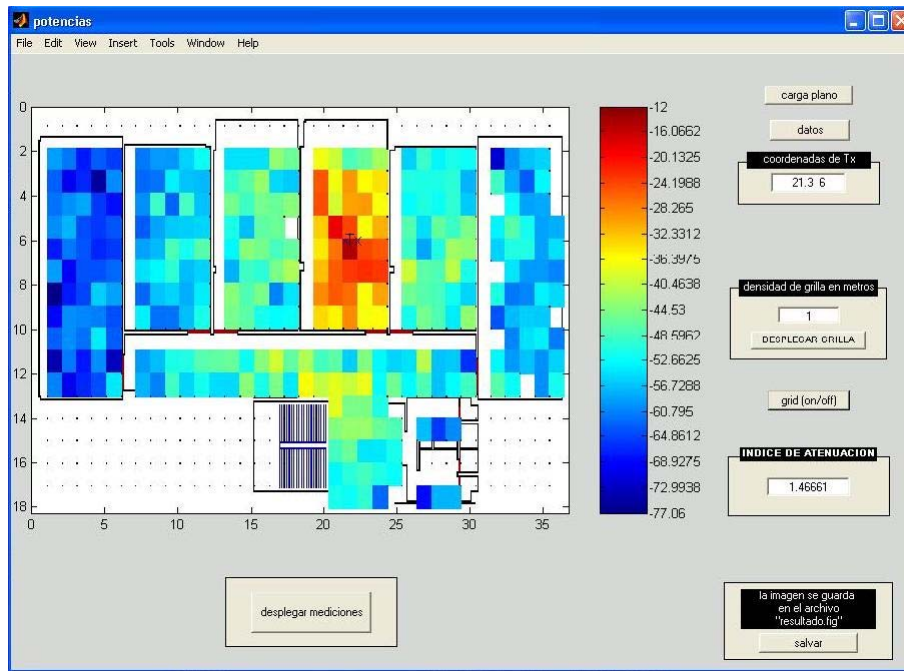 potencias
File Edit View Insert Tools Window Help
0
2
4
6
8
10
12
14
16
18
0 5 10 15 20 25 30 35
Tx
-12
-16.0662
-20.1325
-24.1988
-28.265
-32.3312
-36.3975
-40.4638
-44.53
-48.5962
-52.6625
-56.7288
-60.795
-64.8612
-68.9275
-72.9938
-77.06
carga plano
datos
coordenadas de Tx
21.3 6
densidad de grilla en metros
1
DESPLEGAR GRILLA
grid (on/off)
INDICE DE ATENUACION
1.46661
desplegar mediciones
la imagen se guarda
en el archivo
"resultado.fig"
salvar